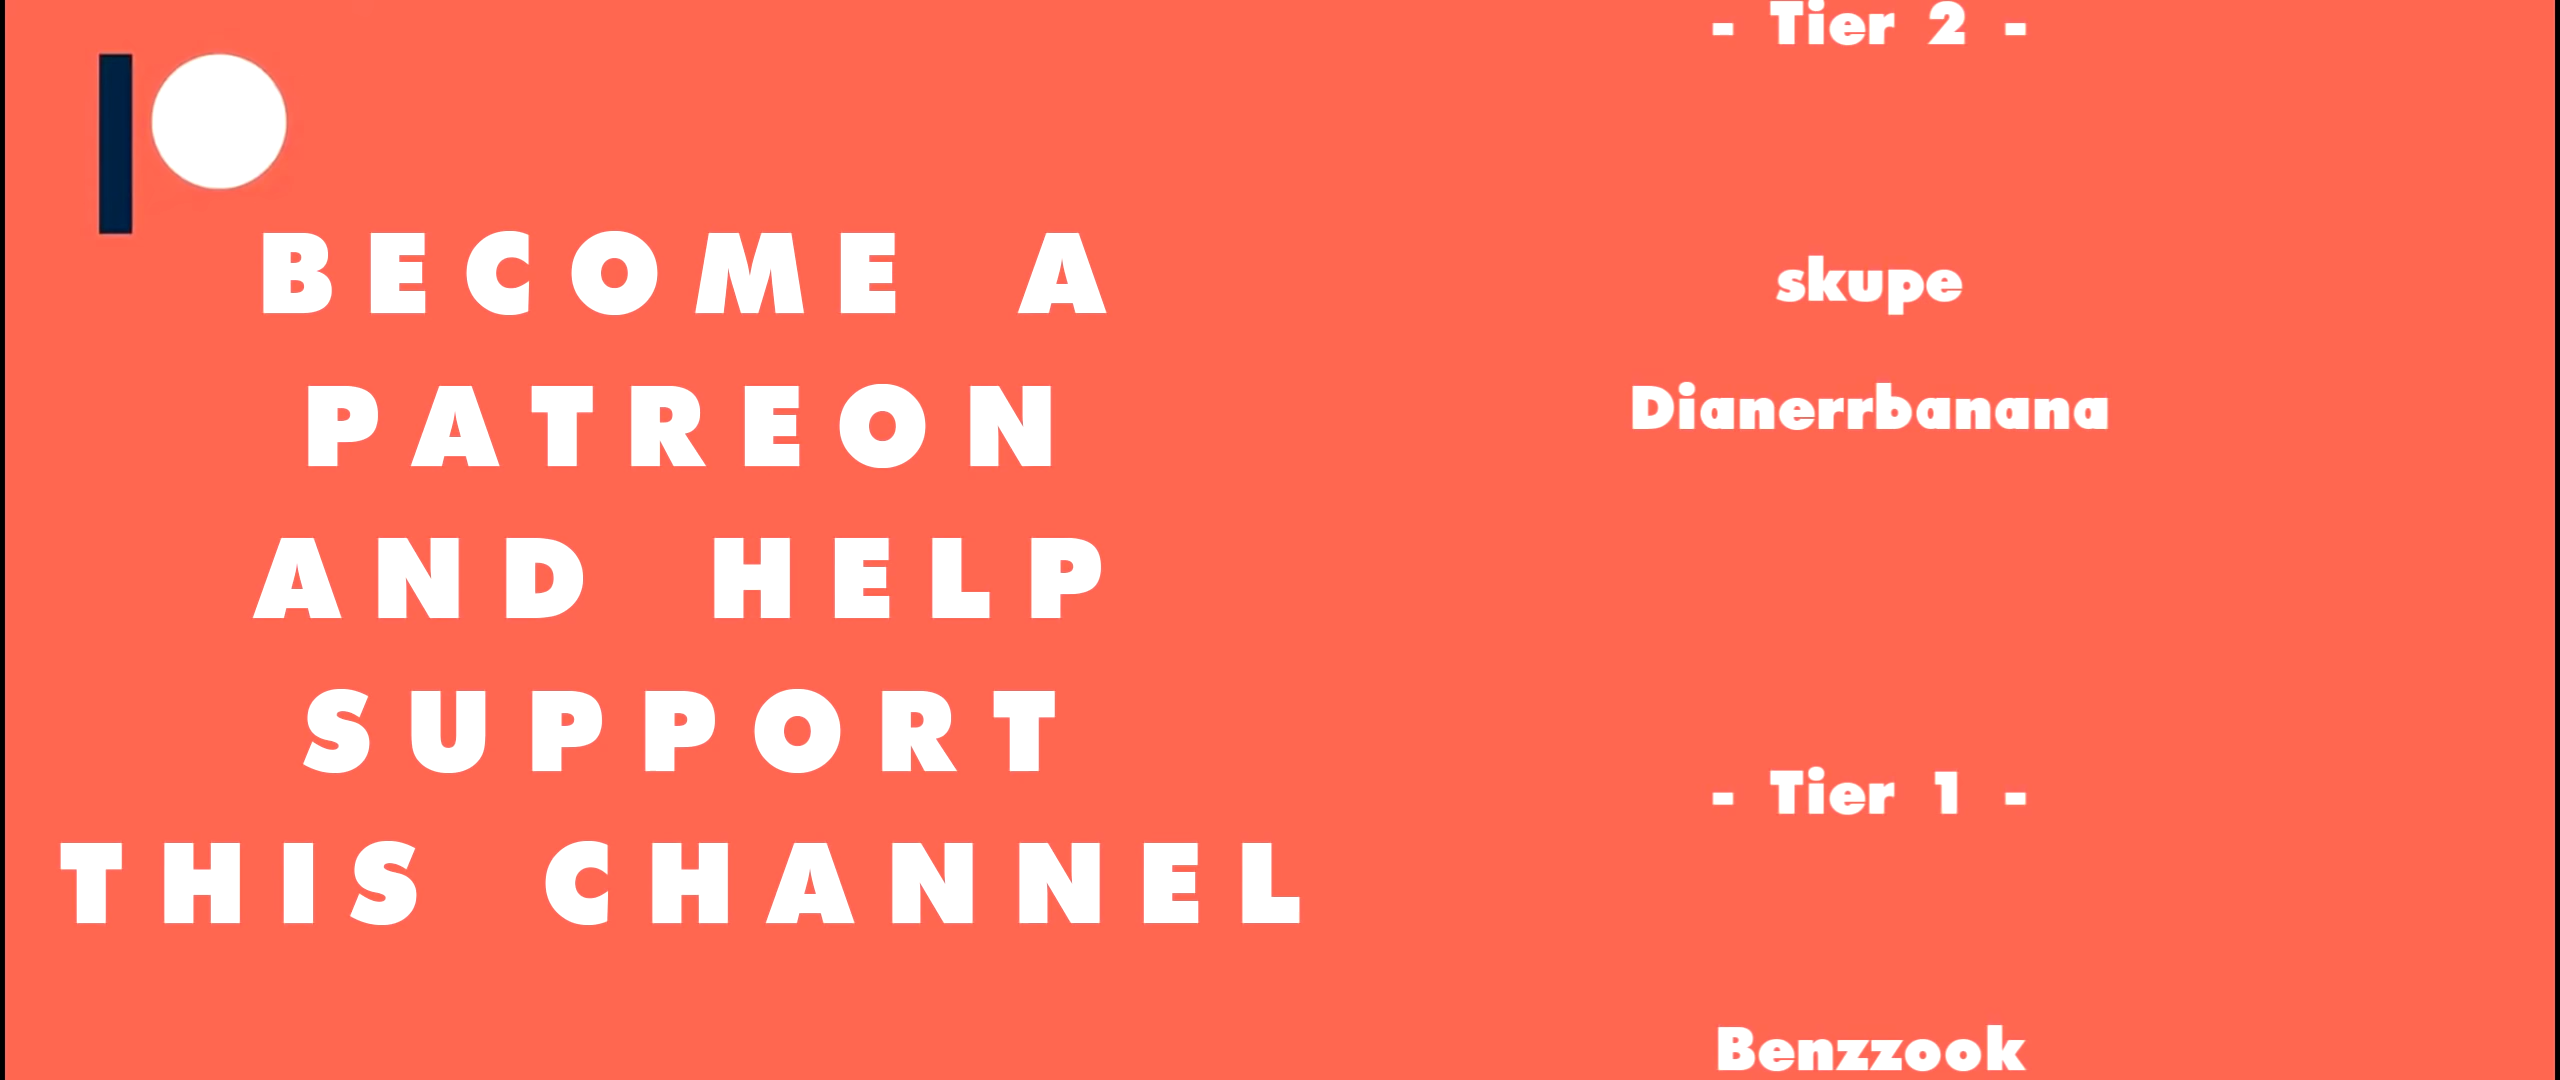 BECOME A
PATREON
AND HELP
SUPPORT
THIS CHANNEL
- Tier 2 -
skupe
Dianerrbanana
- Tier 1 -
Benzzook